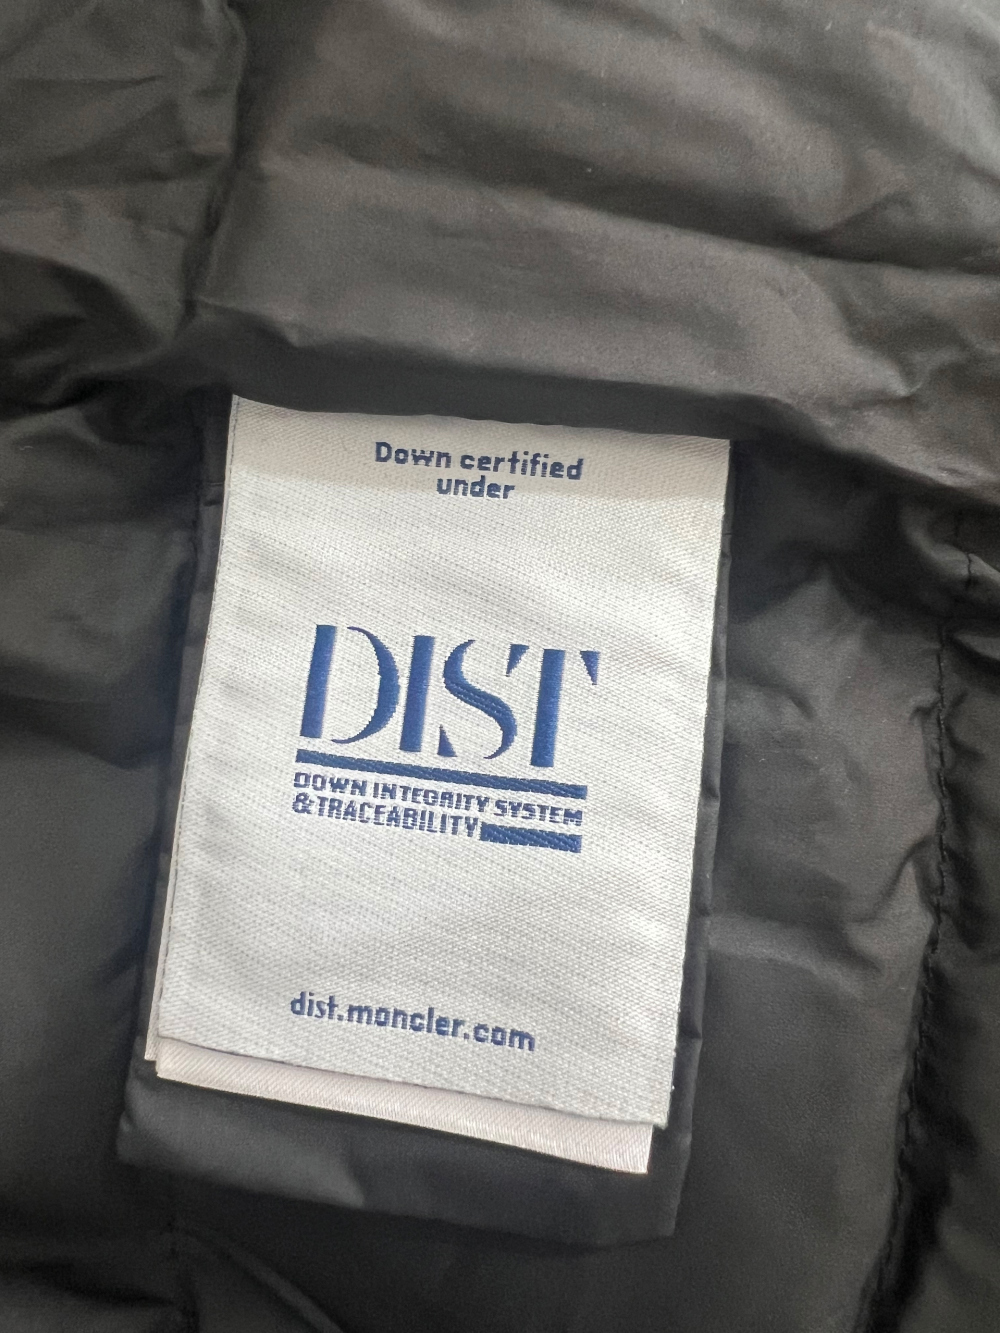 Down certified
under
DIST
DOWN INTEGRITY SYSTEM
&TRACEABILITY
dist.moncler.com